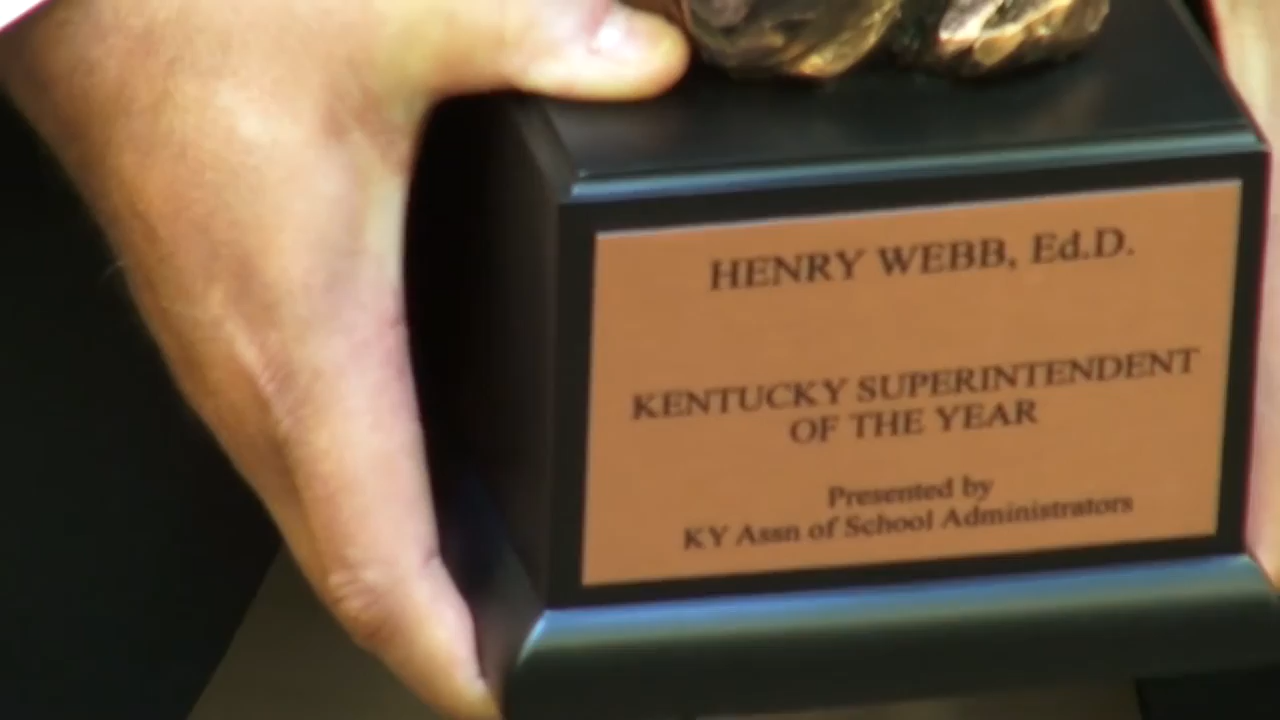 HENRY WEBB, Ed.D.
KENTUCKY SUPERINTENDENT
OF THE YEAR
Presented by
KY Assn of School Administrators